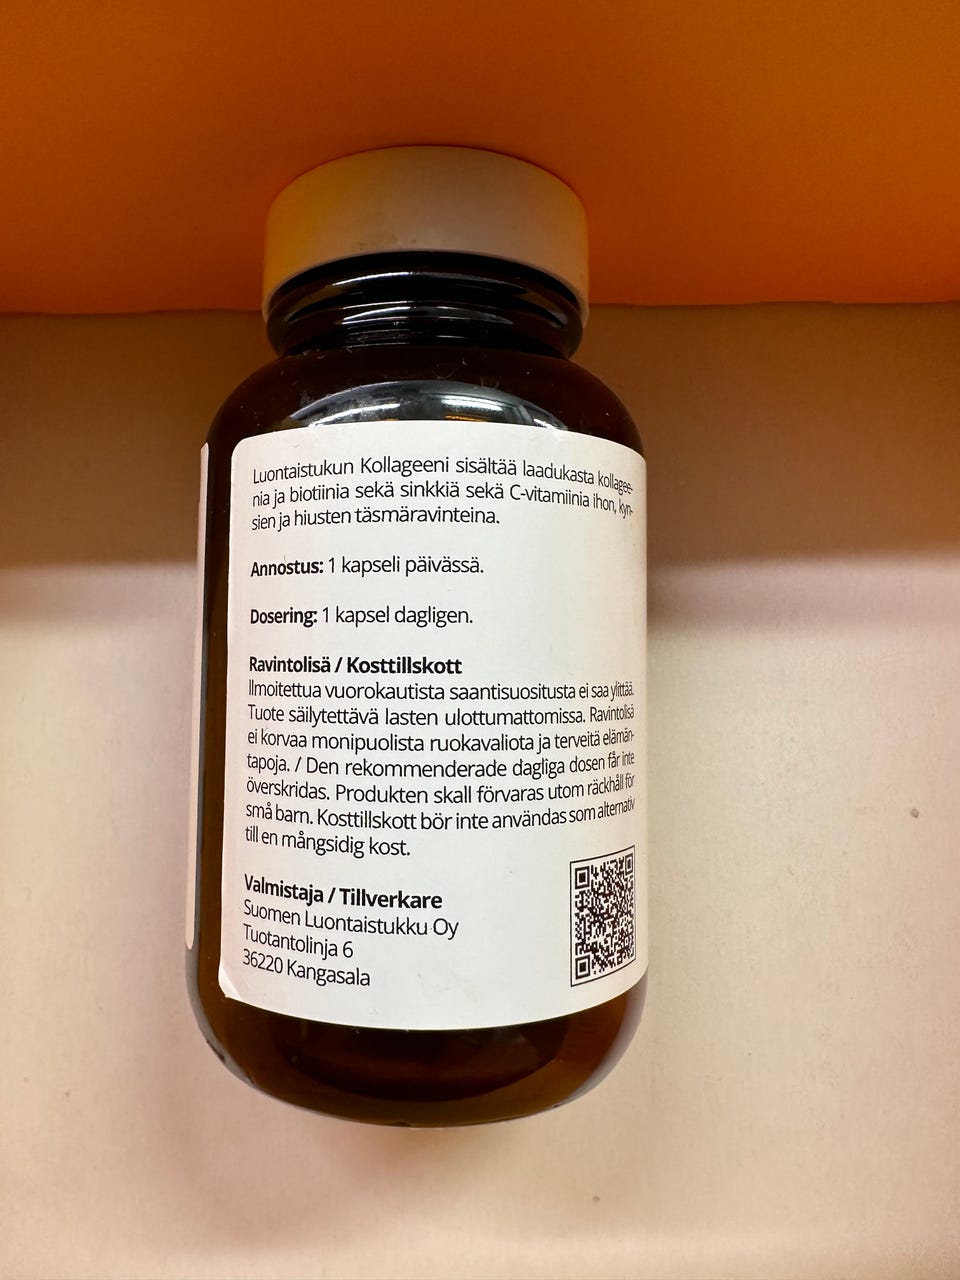 Luontaistukun Kollageeni sisältää laadukasta kollagee-
nia ja biotiinia sekä sinkkiä sekä C-vitamiinia ihon, kyn-
sien ja hiusten täsmäravinteina.
Annostus: 1 kapseli päivässä.
Dosering: 1 kapsel dagligen.
Ravintolisä / Kosttillskott
Ilmoitettua vuorokautista saantisuositusta ei saa ylittää.
Tuote säilytettävä lasten ulottumattomissa. Ravintolisä
ei korvaa monipuolista ruokavaliota ja terveitä elämän-
tapoja. / Den rekommenderade dagliga dosen får inte
överskridas. Produkten skall förvaras utom räckhåll för
små barn. Kosttillskott bör inte användas som alternativ
till en mångsidig kost.
Valmistaja / Tillverkare
Suomen Luontaistukku Oy
Tuotantolinja 6
36220 Kangasala